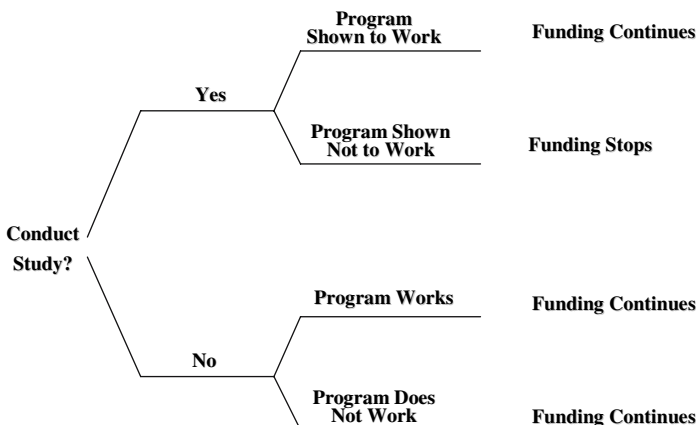 Program
Shown to Work
Funding Continues
Yes
Program Shown
Not to Work
Funding Stops
Conduct
Study?
Program Works
Funding Continues
No
Program Does
Not Work
Funding Continues